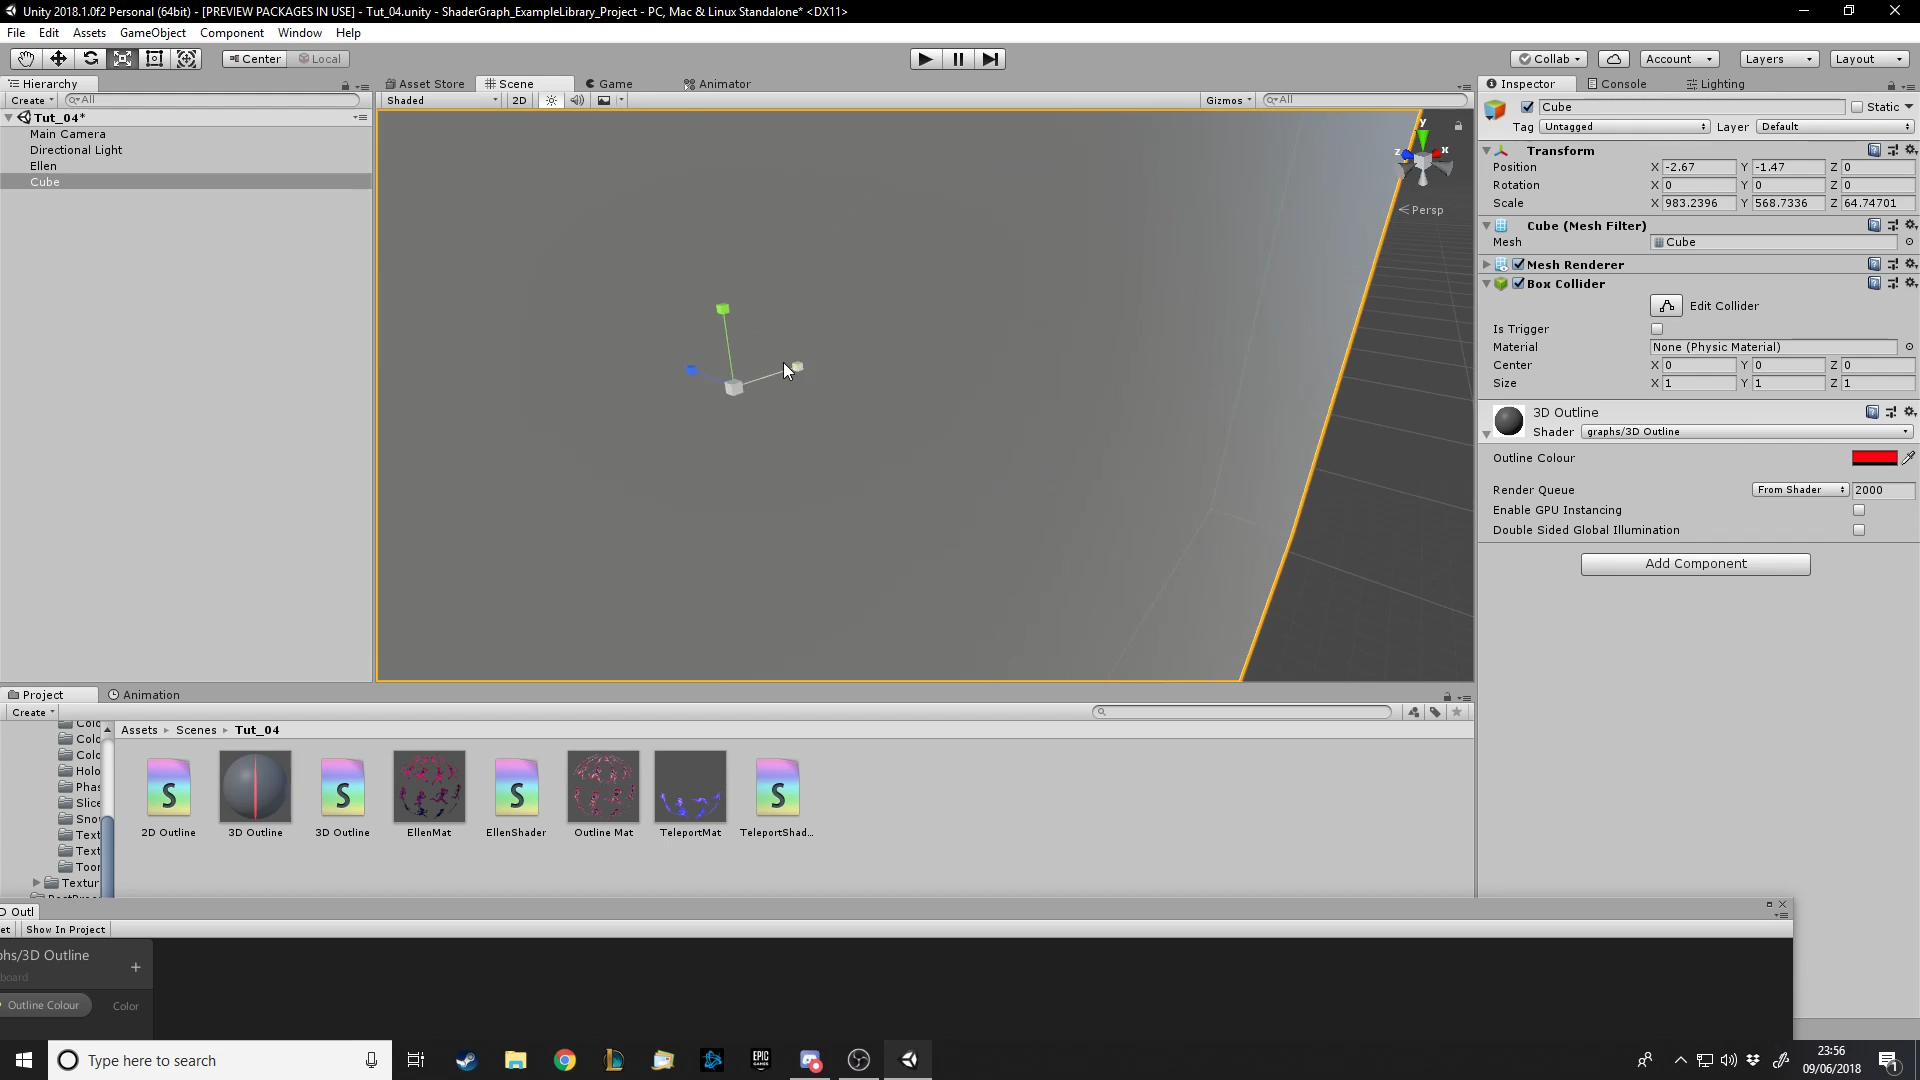 Unity 2018.1.0f2 Personal (64bit) - [PREVIEW PACKAGES IN USE] - Tut_04.unity - ShaderGraph_ExampleLibrary_Project - PC, Mac & Linux Standalone* <DX11>
File Edit Assets GameObject Component Window Help
Center Local Collab Account Layers Layout
Hierarchy Asset Store Scene Game Animator Inspector Console Lighting
Create All Shaded 2D Gizmos All
Cube Static
Tut_04*
Tag Untagged Layer Default
Main Camera
Directional Light
Ellen
Cube
y
z x
Persp
Transform
Position X -2.67 Y -1.47 Z 0
Rotation X 0 Y 0 Z 0
Scale X 983.2396 Y 568.7336 Z 64.74701
Cube (Mesh Filter)
Mesh Cube
Mesh Renderer
Box Collider
Edit Collider
Is Trigger
Material None (Physic Material)
Center X 0 Y 0 Z 0
Size X 1 Y 1 Z 1
3D Outline
Shader graphs/3D Outline
Outline Colour
Render Queue From Shader 2000
Enable GPU Instancing
Double Sided Global Illumination
Add Component
Project Animation
Create
Assets Scenes Tut_04
Colo
Colo
Colo
Holo
Phas
Slice
Snov
Text
Text
Toor
Textur
2D Outline 3D Outline 3D Outline EllenMat EllenShader Outline Mat TeleportMat TeleportShad...
D Outl
et Show In Project
phs/3D Outline
board
Outline Colour Color
Type here to search
EPIC GAMES
23:56
09/06/2018
1